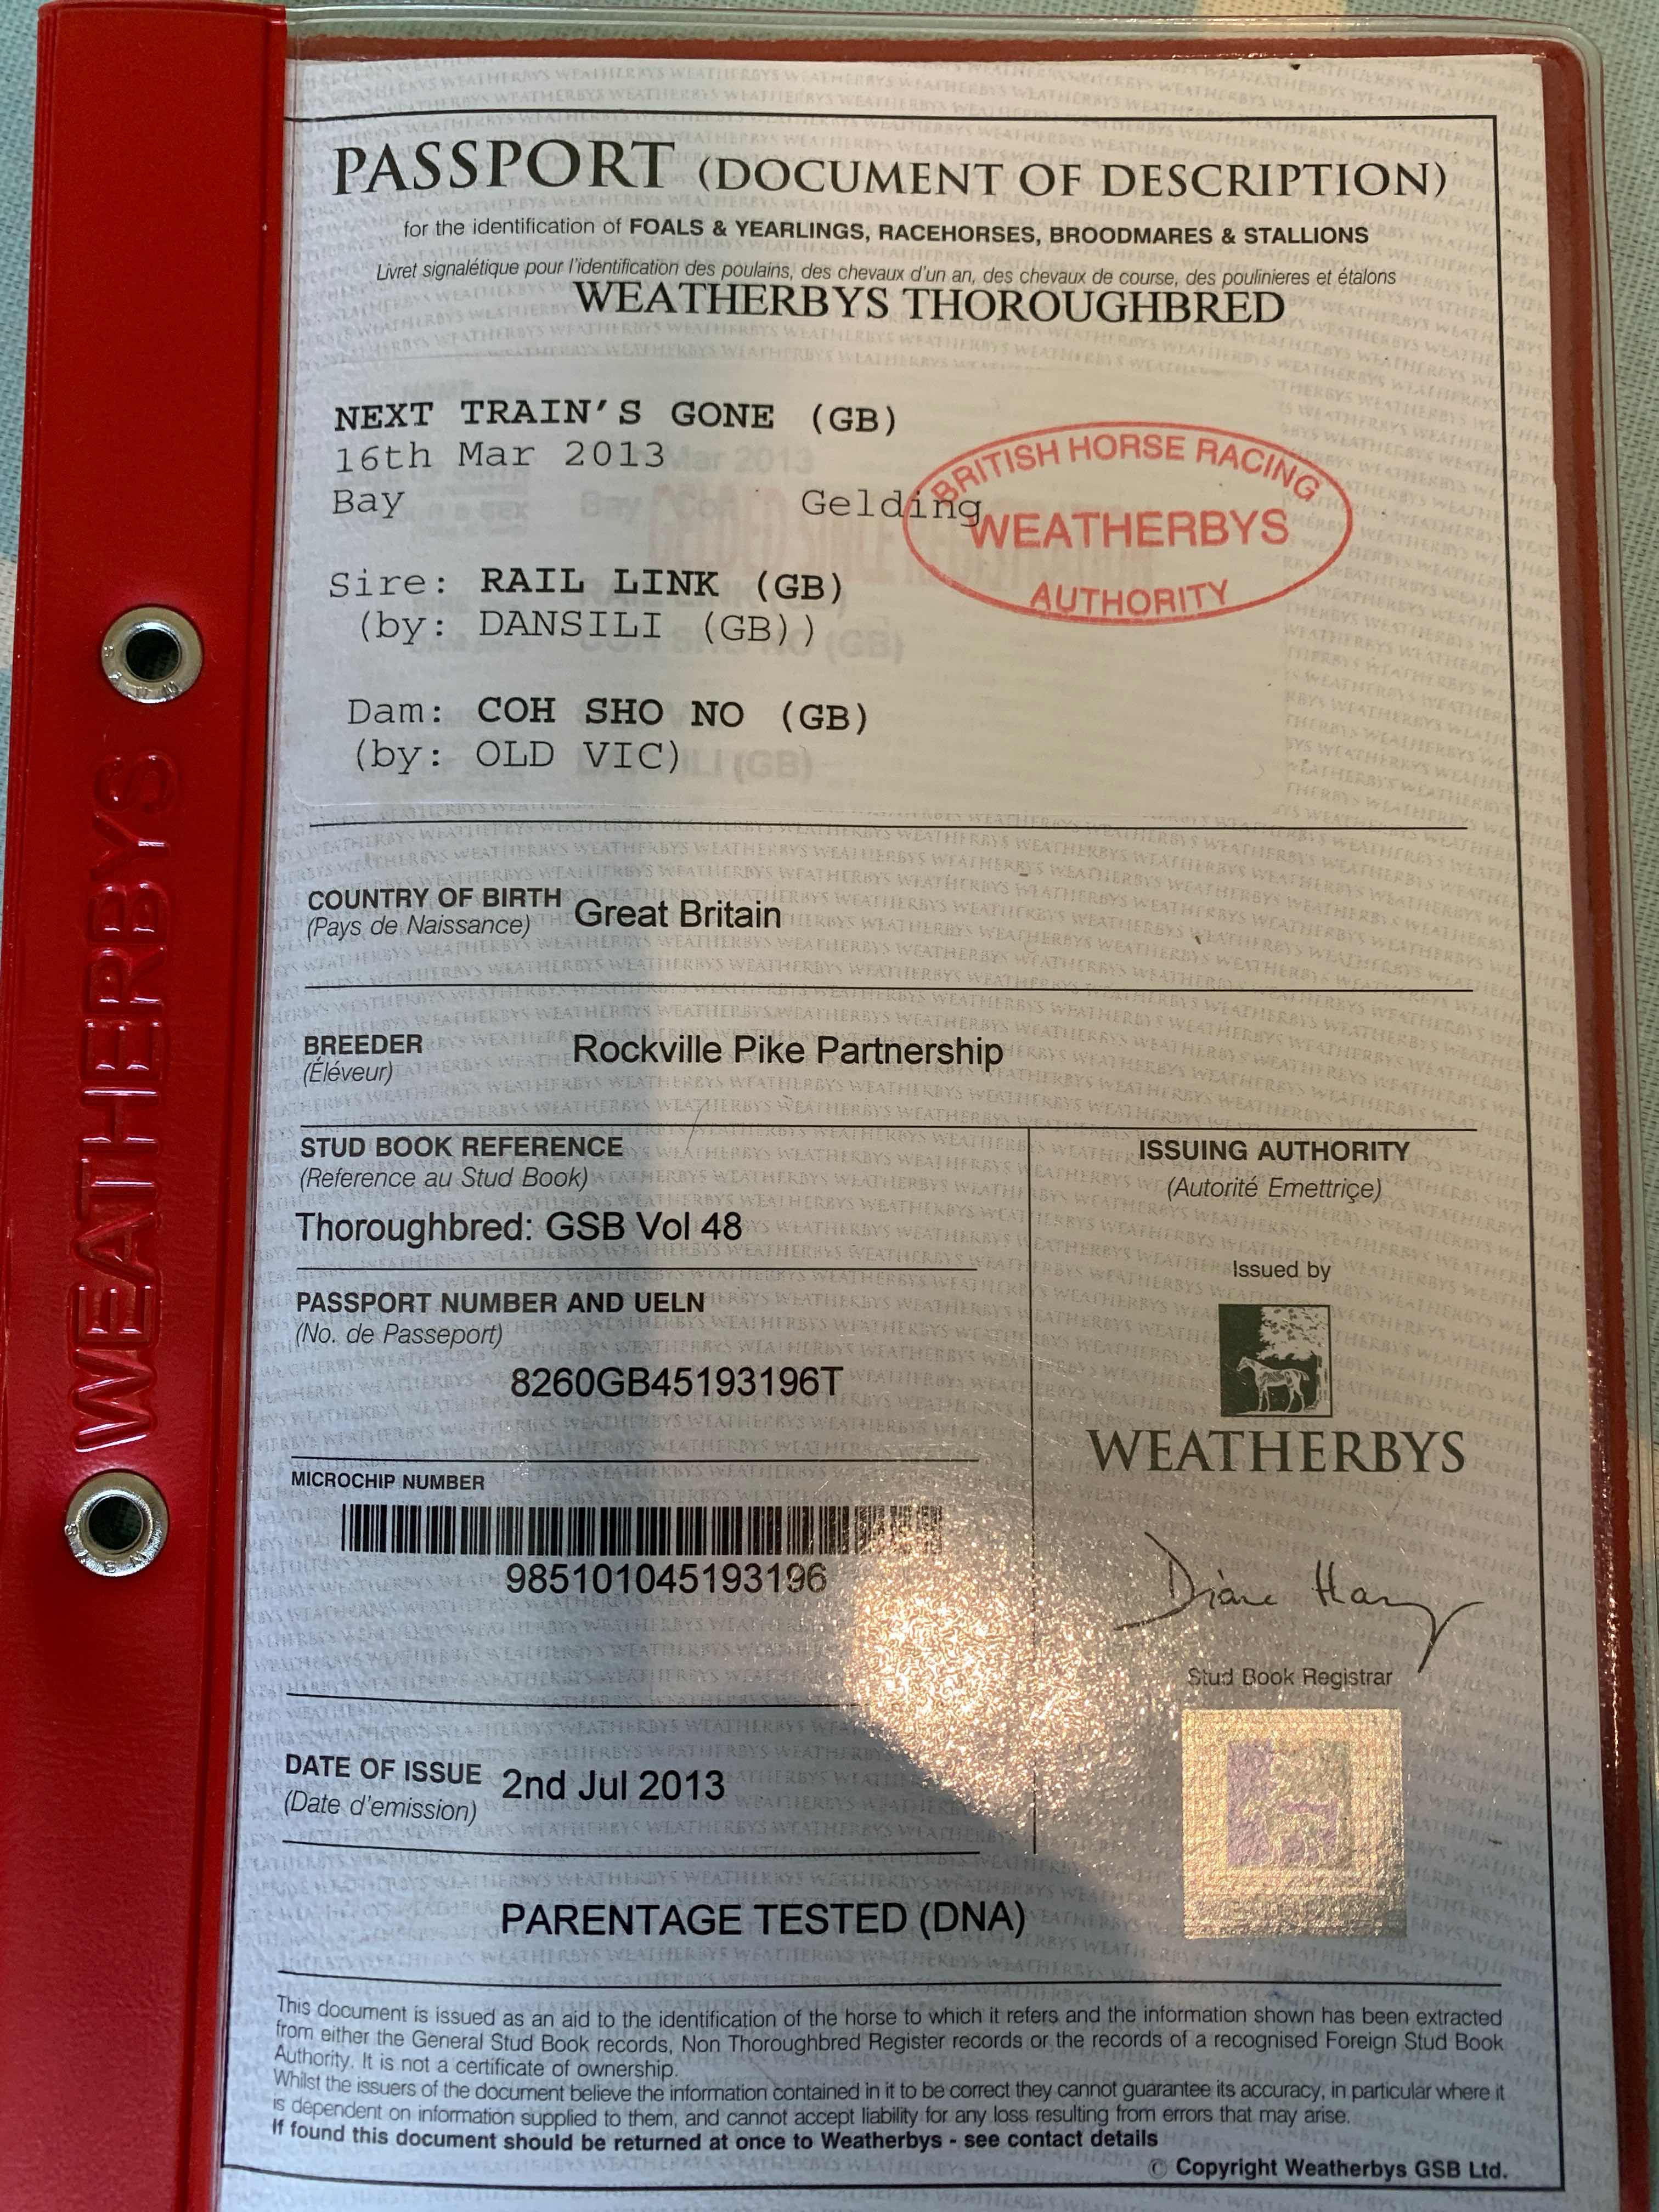 PASSPORT (DOCUMENT OF DESCRIPTION)
for the identification of FOALS & YEARLINGS, RACEHORSES, BROODMARES & STALLIONS
Livret signalétique pour l'identification des poulains, des chevaux d'un an, des chevaux de course, des poulinieres et étalons
WEATHERBYS THOROUGHBRED
NEXT TRAIN'S GONE (GB)
16th Mar 2013
Bay Gelding
BRITISH HORSE RACING
WEATHERBYS
AUTHORITY
Sire: RAIL LINK (GB)
(by: DANSILI (GB))
Dam: COH SHO NO (GB)
(by: OLD VIC)
COUNTRY OF BIRTH Great Britain
(Pays de Naissance)
BREEDER Rockville Pike Partnership
(Éléveur)
STUD BOOK REFERENCE
(Reference au Stud Book)
Thoroughbred: GSB Vol 48
PASSPORT NUMBER AND UELN
(No. de Passeport)
8260GB45193196T
MICROCHIP NUMBER
985101045193196
DATE OF ISSUE 2nd Jul 2013
(Date d'emission)
ISSUING AUTHORITY
(Autorité Emettriçe)
Issued by
WEATHERBYS
Stud Book Registrar
PARENTAGE TESTED (DNA)
This document is issued as an aid to the identification of the horse to which it refers and the information shown has been extracted
from either the General Stud Book records, Non Thoroughbred Register records or the records of a recognised Foreign Stud Book
Authority. It is not a certificate of ownership.
Whilst the issuers of the document believe the information contained in it to be correct they cannot guarantee its accuracy, in particular where it
is dependent on information supplied to them, and cannot accept liability for any loss resulting from errors that may arise.
If found this document should be returned at once to Weatherbys - see contact details
© Copyright Weatherbys GSB Ltd.
WEATHERBYS